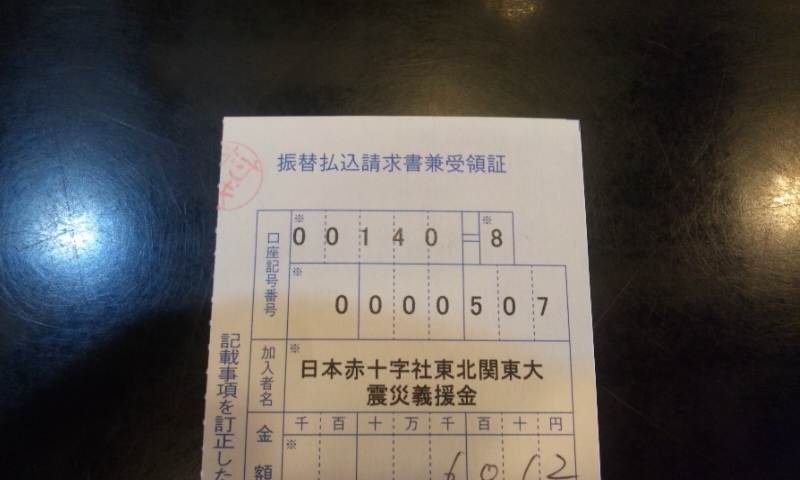 振替払込請求書兼受領証
口座記号番号
※
00140=8
※
※
0000507
加入者名
※
日本赤十字社東北関東大
震災義援金
金額
千百十万千百十円
※
6012
記載事項を訂正した